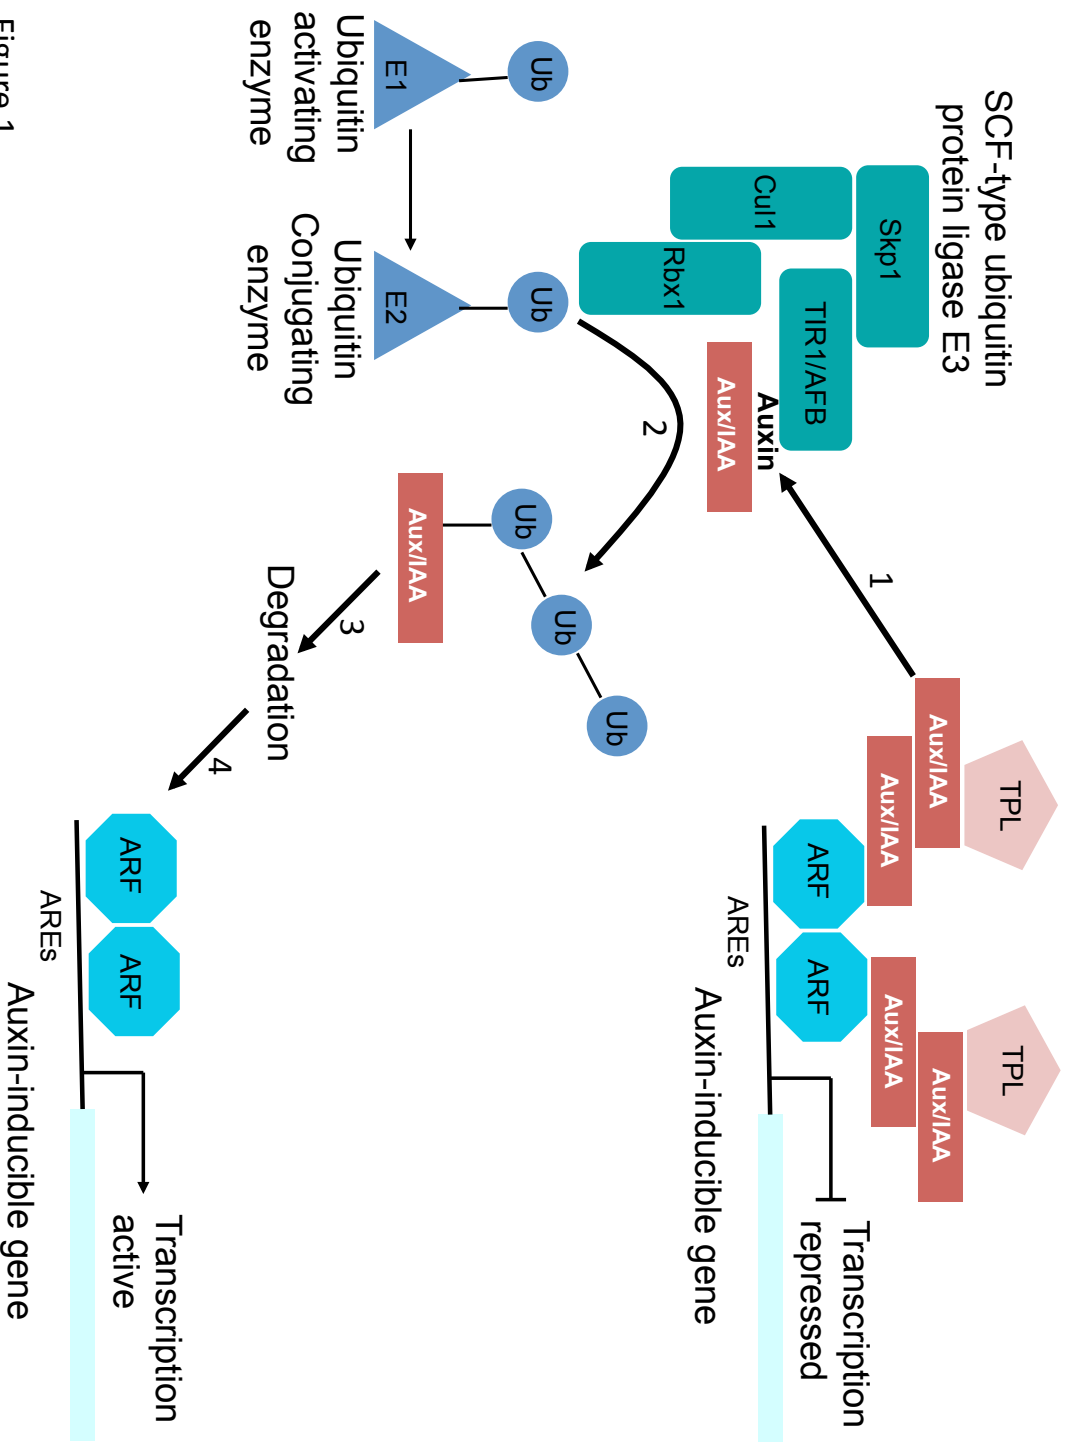 SCF-type ubiquitin
protein ligase E3
Skp1
Cul1
TIR1/AFB
Rbx1
Auxin
Aux/IAA
1
TPL
Aux/IAA
Aux/IAA
ARF
ARF
Aux/IAA
Aux/IAA
TPL
AREs
Transcription
repressed
Auxin-inducible gene
Ub
E1
Ubiquitin
activating
enzyme
Ub
E2
Ubiquitin
Conjugating
enzyme
2
Ub
Ub
Ub
Aux/IAA
3
Degradation
4
ARF
ARF
AREs
Transcription
active
Auxin-inducible gene
Figure 1